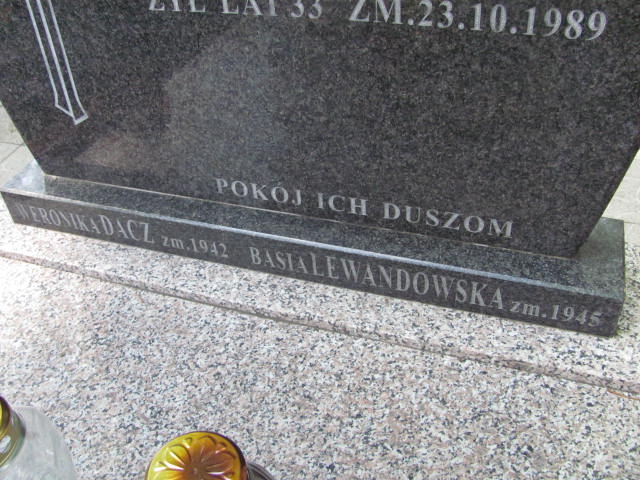 ŻYŁ LAT 33 ZM.23.10.1989
POKÓJ ICH DUSZOM
WERONIKA DACZ zm.1942 BASIA LEWANDOWSKA zm.1945